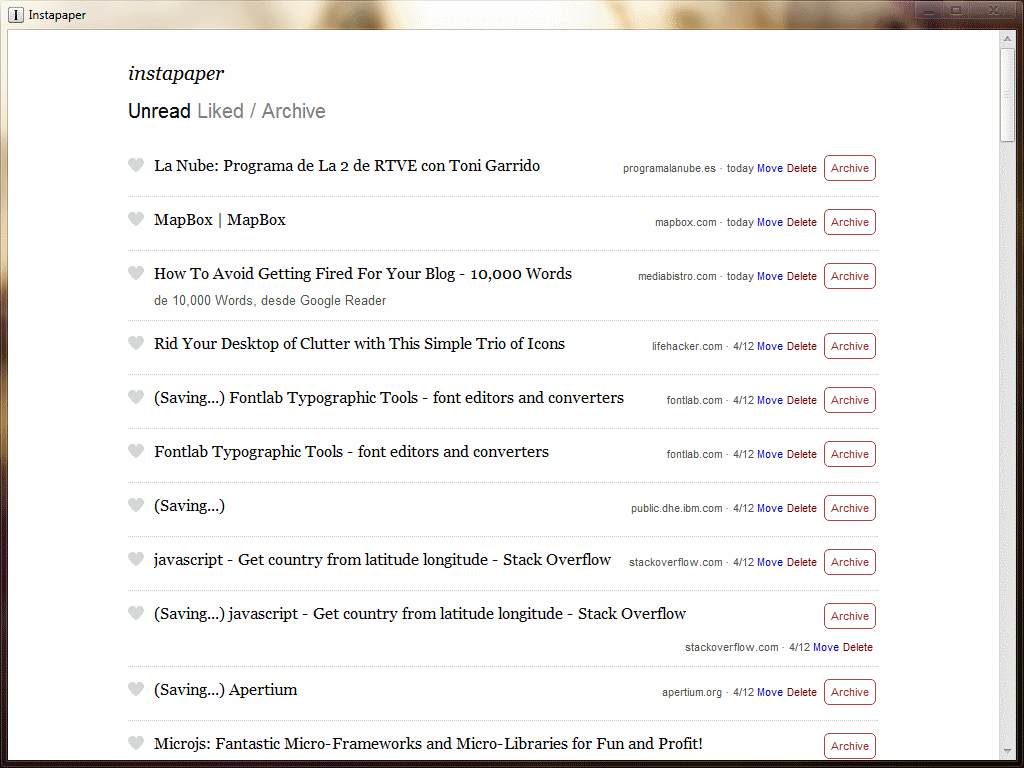 Instapaper
instapaper
Unread Liked / Archive
La Nube: Programa de La 2 de RTVE con Toni Garrido programalanube.es · today Move Delete Archive
MapBox | MapBox mapbox.com · today Move Delete Archive
How To Avoid Getting Fired For Your Blog - 10,000 Words mediabistro.com · today Move Delete Archive
de 10,000 Words, desde Google Reader
Rid Your Desktop of Clutter with This Simple Trio of Icons lifehacker.com · 4/12 Move Delete Archive
(Saving...) Fontlab Typographic Tools - font editors and converters fontlab.com · 4/12 Move Delete Archive
Fontlab Typographic Tools - font editors and converters fontlab.com · 4/12 Move Delete Archive
(Saving...) public.dhe.ibm.com · 4/12 Move Delete Archive
javascript - Get country from latitude longitude - Stack Overflow stackoverflow.com · 4/12 Move Delete Archive
(Saving...) javascript - Get country from latitude longitude - Stack Overflow Archive
stackoverflow.com · 4/12 Move Delete
(Saving...) Apertium apertium.org · 4/12 Move Delete Archive
Microjs: Fantastic Micro-Frameworks and Micro-Libraries for Fun and Profit! Archive